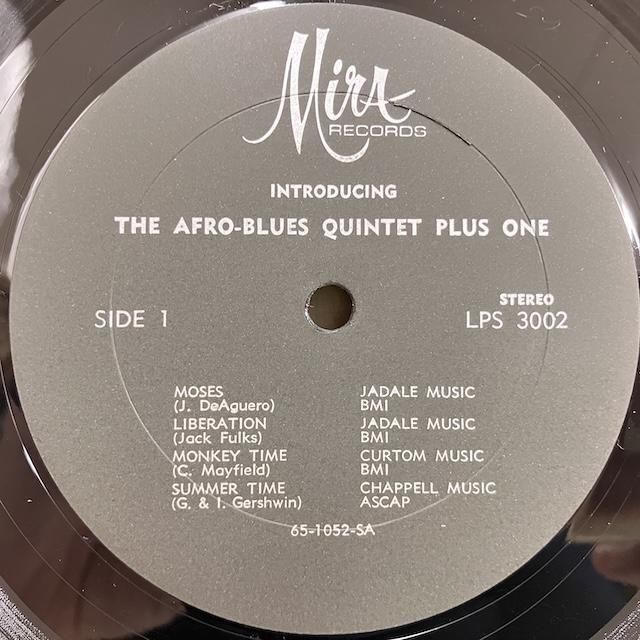 Mira
RECORDS
INTRODUCING
THE AFRO-BLUES QUINTET PLUS ONE
STEREO
SIDE 1 LPS 3002
MOSES JADALE MUSIC
(J. DeAguero) BMI
LIBERATION JADALE MUSIC
(Jack Fulks) BMI
MONKEY TIME CURTOM MUSIC
(C. Mayfield) BMI
SUMMER TIME CHAPPELL MUSIC
(G. & I. Gershwin) ASCAP
65-1052-SA